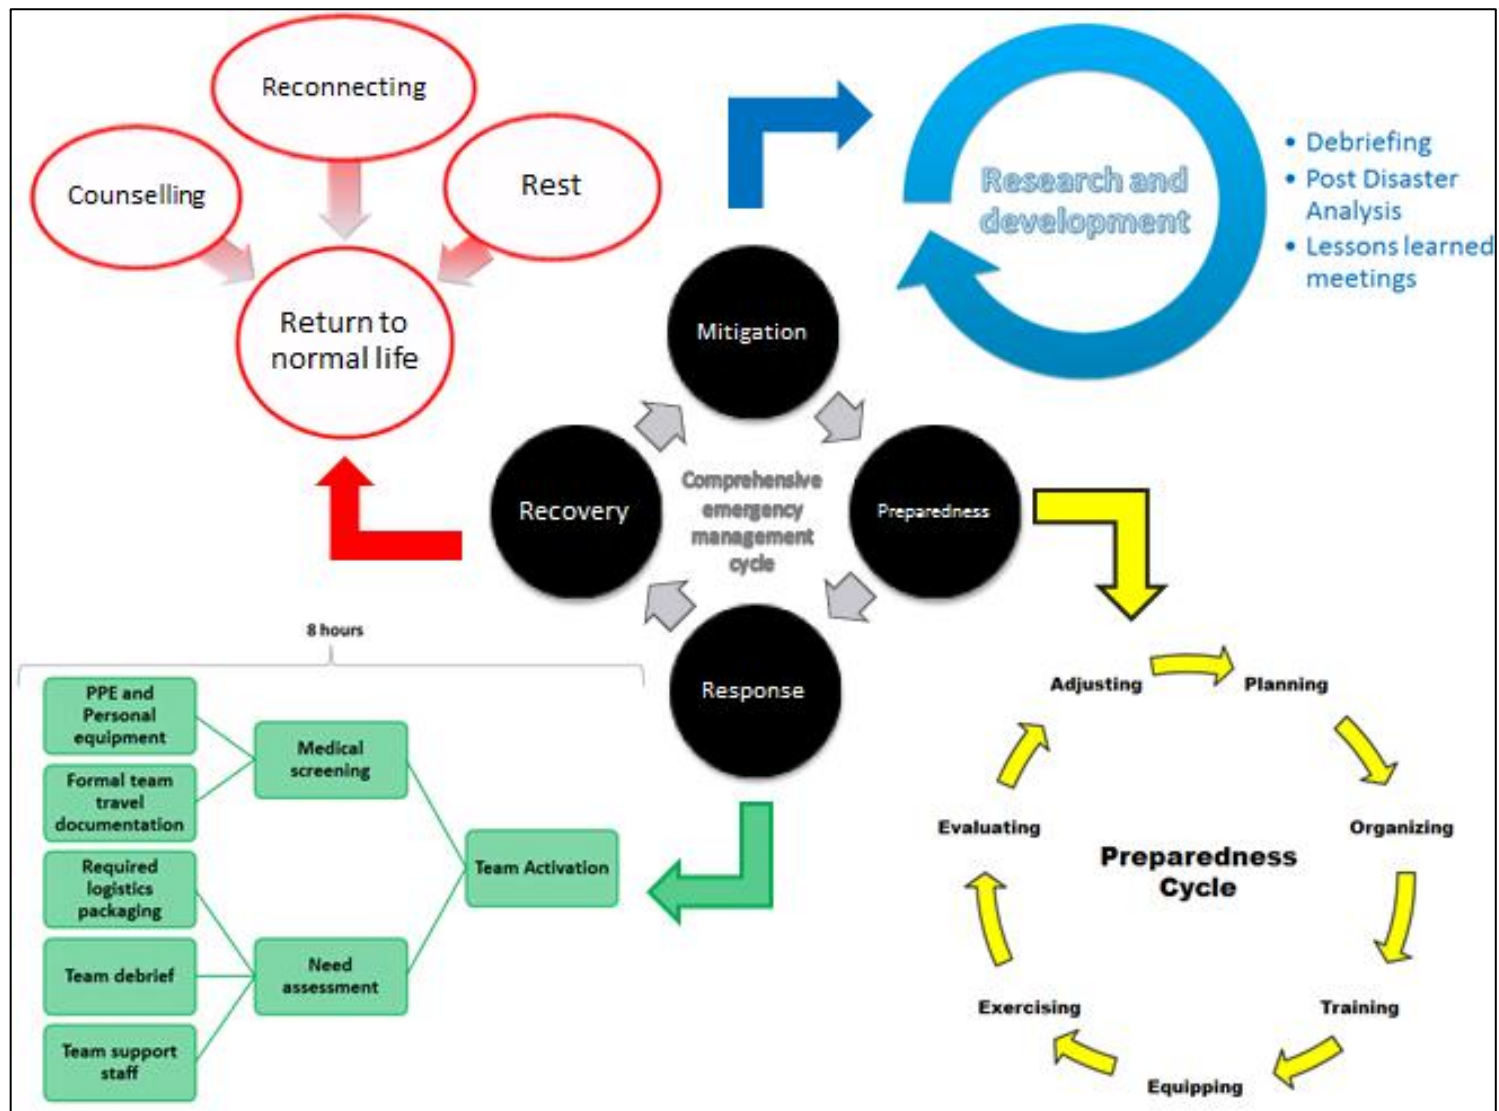 Reconnecting
Counselling
Rest
Return to
normal life
Research and
development
• Debriefing
• Post Disaster
Analysis
• Lessons learned
meetings
Mitigation
Recovery
Comprehensive
emergency
management
cycle
Preparedness
Response
8 hours
PPE and
Personal
equipment
Formal team
travel
documentation
Required
logistics
packaging
Team debrief
Team support
staff
Medical
screening
Need
assessment
Team Activation
Adjusting
Planning
Evaluating
Organizing
Preparedness
Cycle
Exercising
Training
Equipping